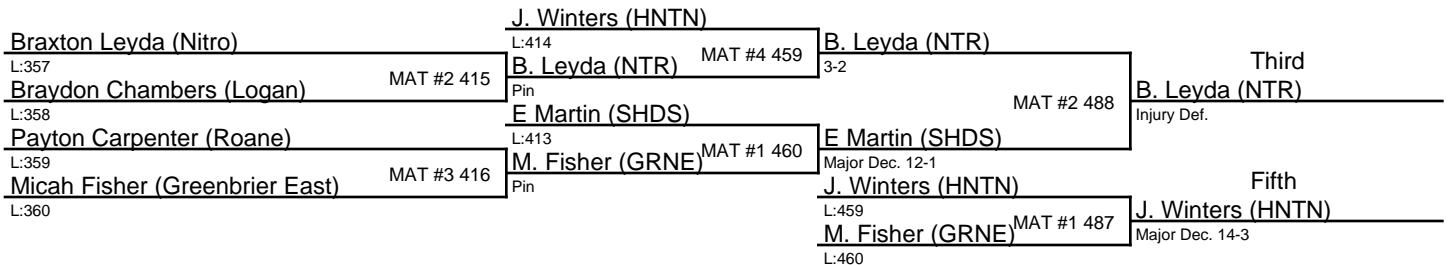 Braxton Leyda (Nitro)
L:357
MAT #2 415
Braydon Chambers (Logan)
L:358
Payton Carpenter (Roane)
L:359
MAT #3 416
Micah Fisher (Greenbrier East)
L:360
J. Winters (HNTN)
L:414
MAT #4 459
B. Leyda (NTR)
Pin
E Martin (SHDS)
L:413
MAT #1 460
M. Fisher (GRNE)
Pin
B. Leyda (NTR)
3-2
MAT #2 488
E Martin (SHDS)
Major Dec. 12-1
J. Winters (HNTN)
L:459
MAT #1 487
M. Fisher (GRNE)
L:460
Third
B. Leyda (NTR)
Injury Def.
Fifth
J. Winters (HNTN)
Major Dec. 14-3